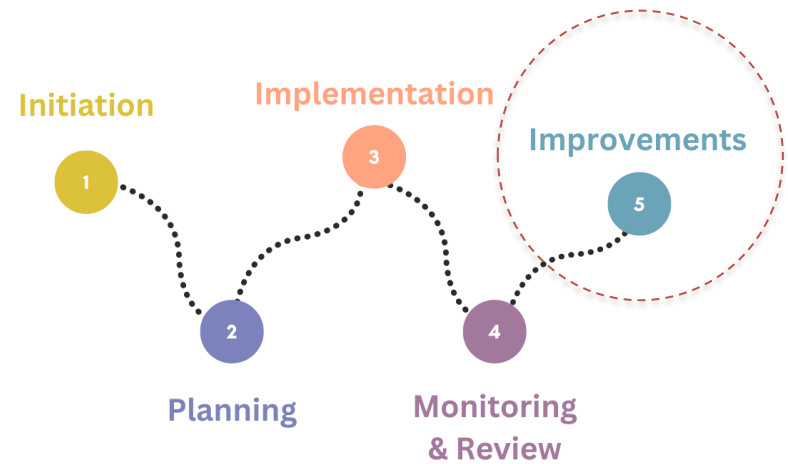 Initiation
1
2
Planning
Implementation
3
4
Monitoring
& Review
Improvements
5